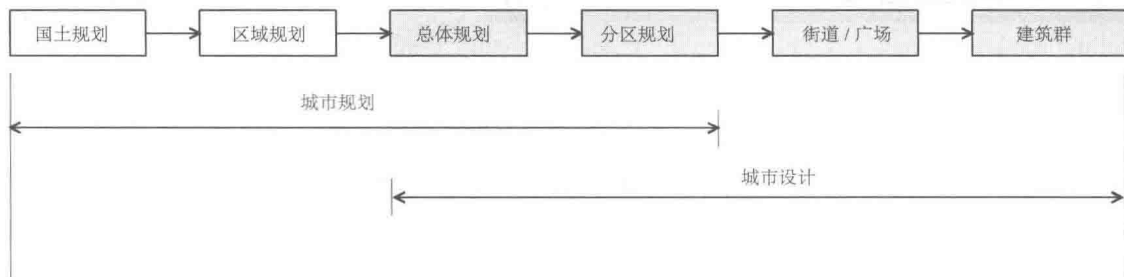 国土规划
区域规划
总体规划
分区规划
街道 / 广场
建筑群
城市规划
城市设计